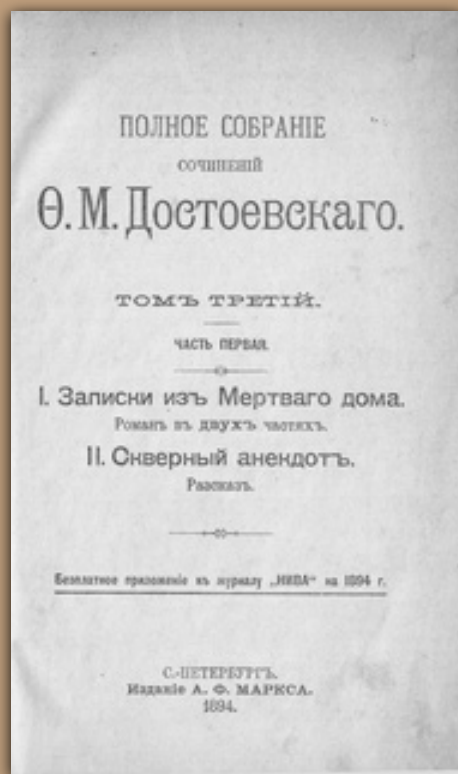 ПОЛНОЕ СОБРАНІЕ
СОЧИНЕНІЙ
Ѳ. М. Достоевскаго.
ТОМЪ ТРЕТІЙ.
ЧАСТЬ ПЕРВАЯ.
I. Записки изъ Мертваго дома.
Романъ въ двухъ частяхъ.
II. Скверный анекдотъ.
Разсказъ.
Безплатное приложеніе къ журналу „НИВА“ на 1894 г.
С.-ПЕТЕРБУРГЪ.
Изданіе А. Ф. МАРКСА.
1894.